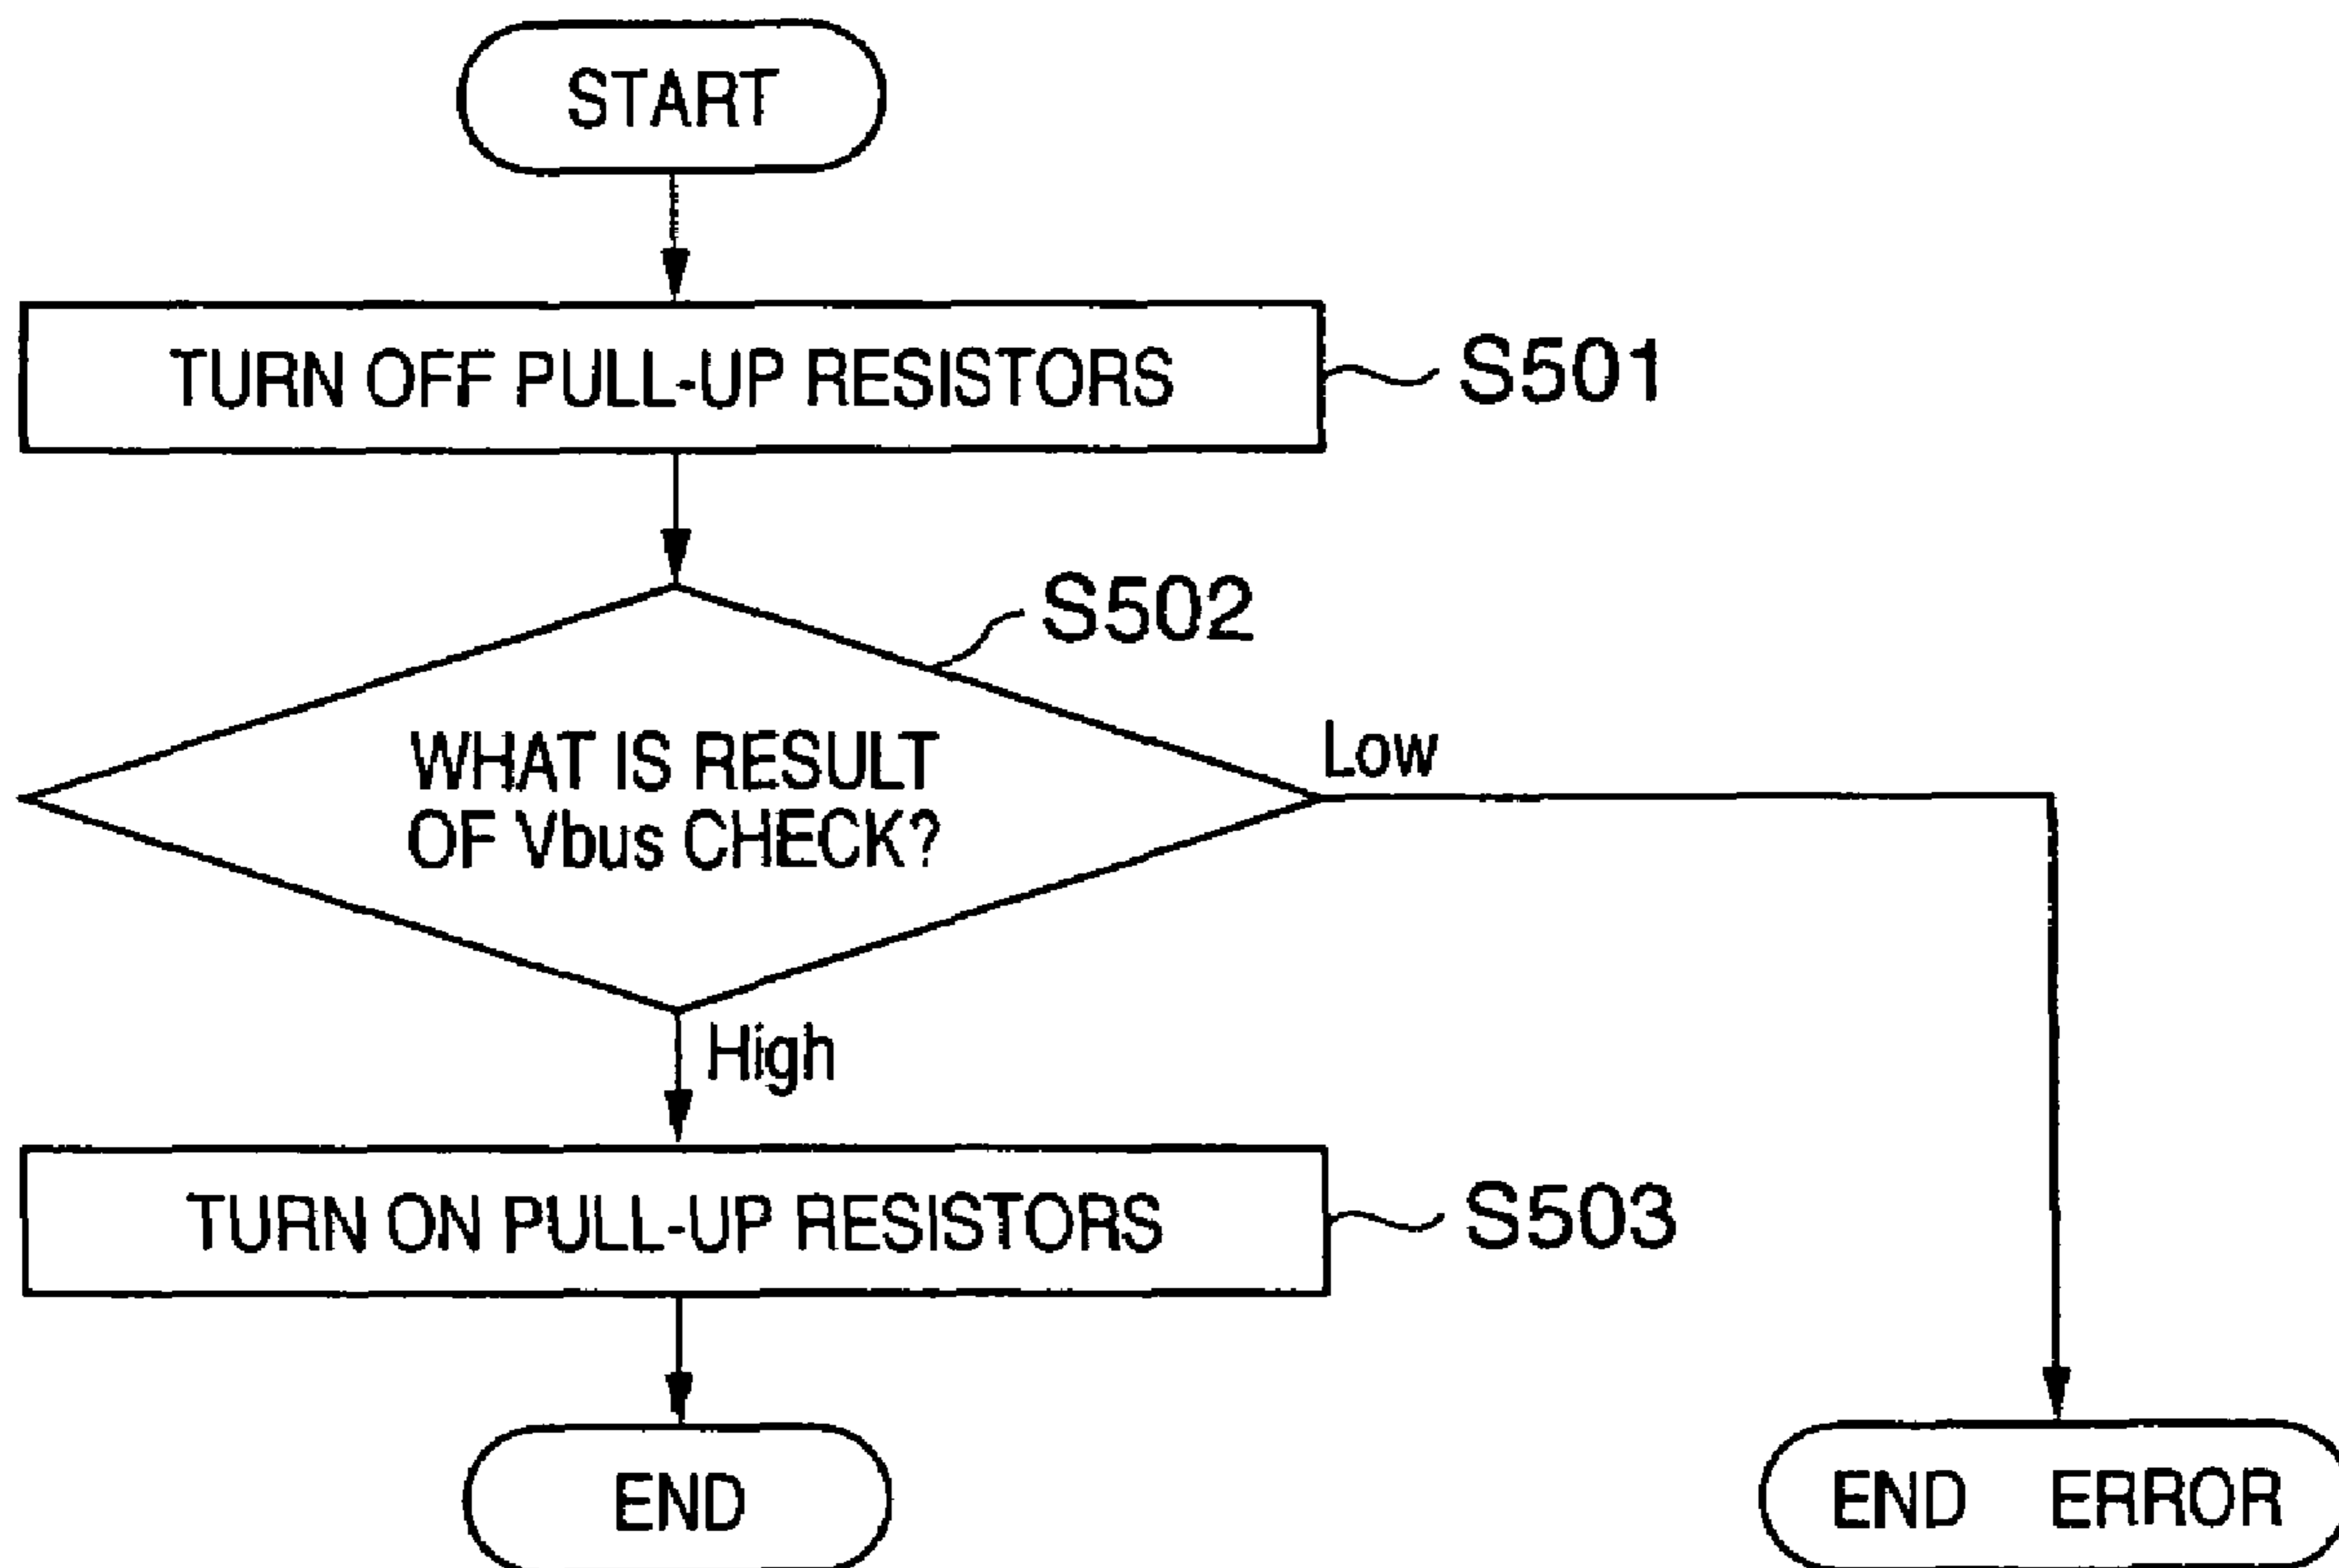 START
TURN OFF PULL-UP RESISTORS
S501
S502
WHAT IS RESULT
OF Vbus CHECK?
Low
High
TURN ON PULL-UP RESISTORS
S503
END
END ERROR